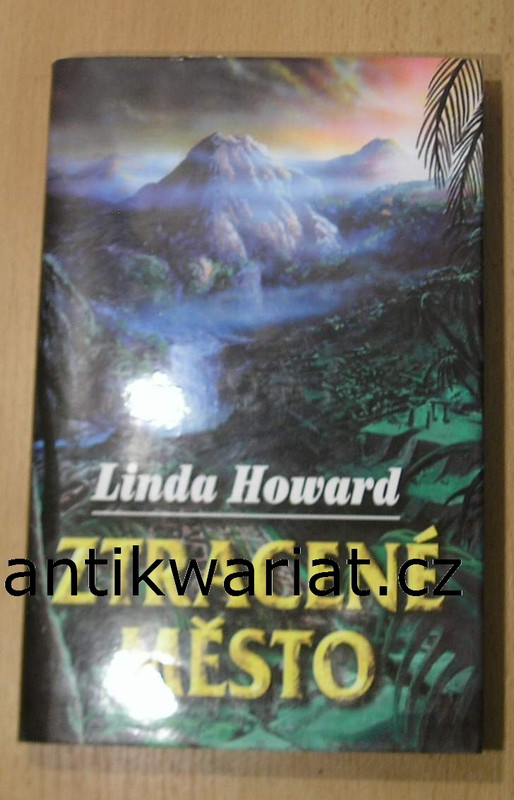 Linda Howard
ZTRACENÉ
antikwariat.cz
MĚSTO